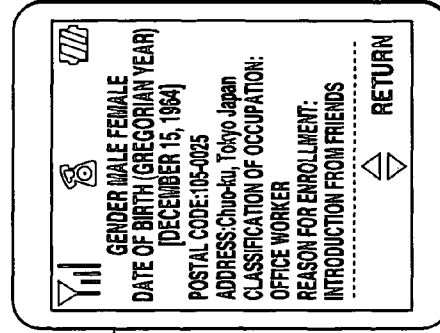 GENDER MALE FEMALE
DATE OF BIRTH (GREGORIAN YEAR)
[DECEMBER 15, 1964]
POSTAL CODE:105-0025
ADDRESS:Chuo-ku, Tokyo Japan
CLASSIFICATION OF OCCUPATION:
OFFICE WORKER
REASON FOR ENROLLMENT:
INTRODUCTION FROM FRIENDS
RETURN